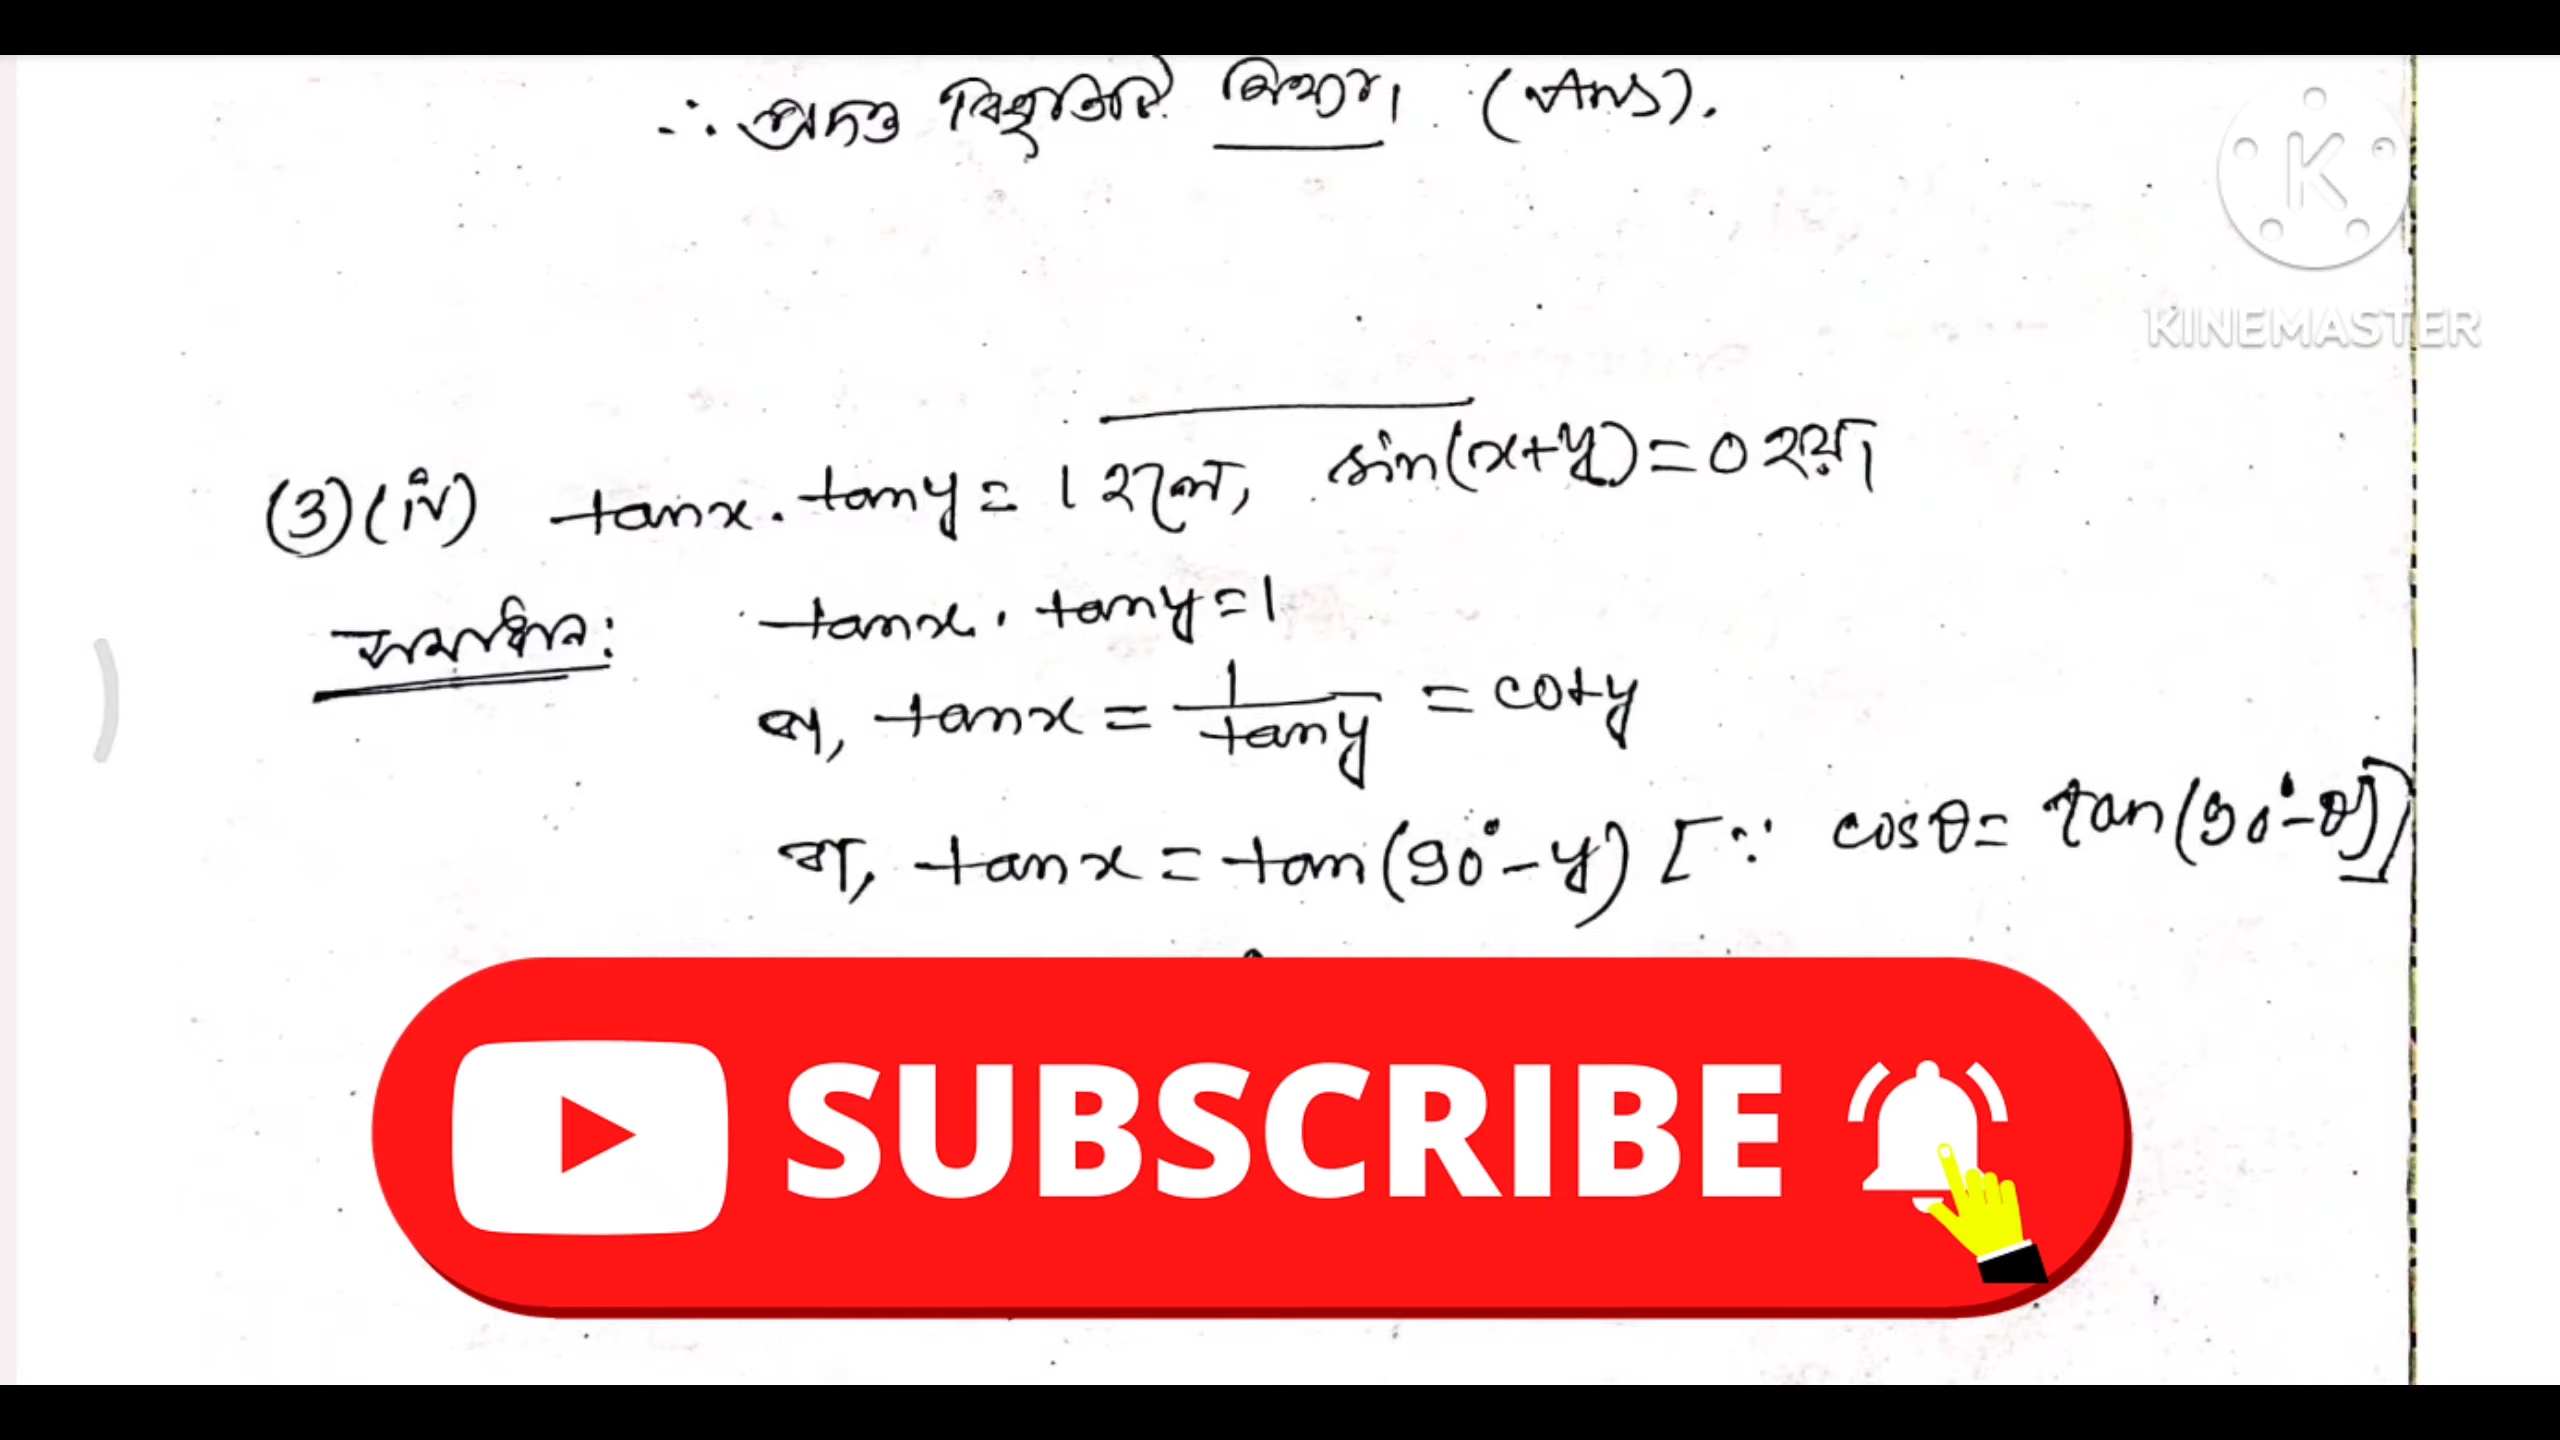 ∴ প্রদত্ত বিবৃতিটি মিথ্যা। (Ans).
KINEMASTER
(3)(iv) tanx. tany = 1 হলে, sin(x+y) = 0 হয়।
সমাধান: tanx. tany = 1
বা, tanx = 1/tany = coty
বা, tanx = tan(90°-y) [∵ cosθ = tan(90°-θ)]
SUBSCRIBE